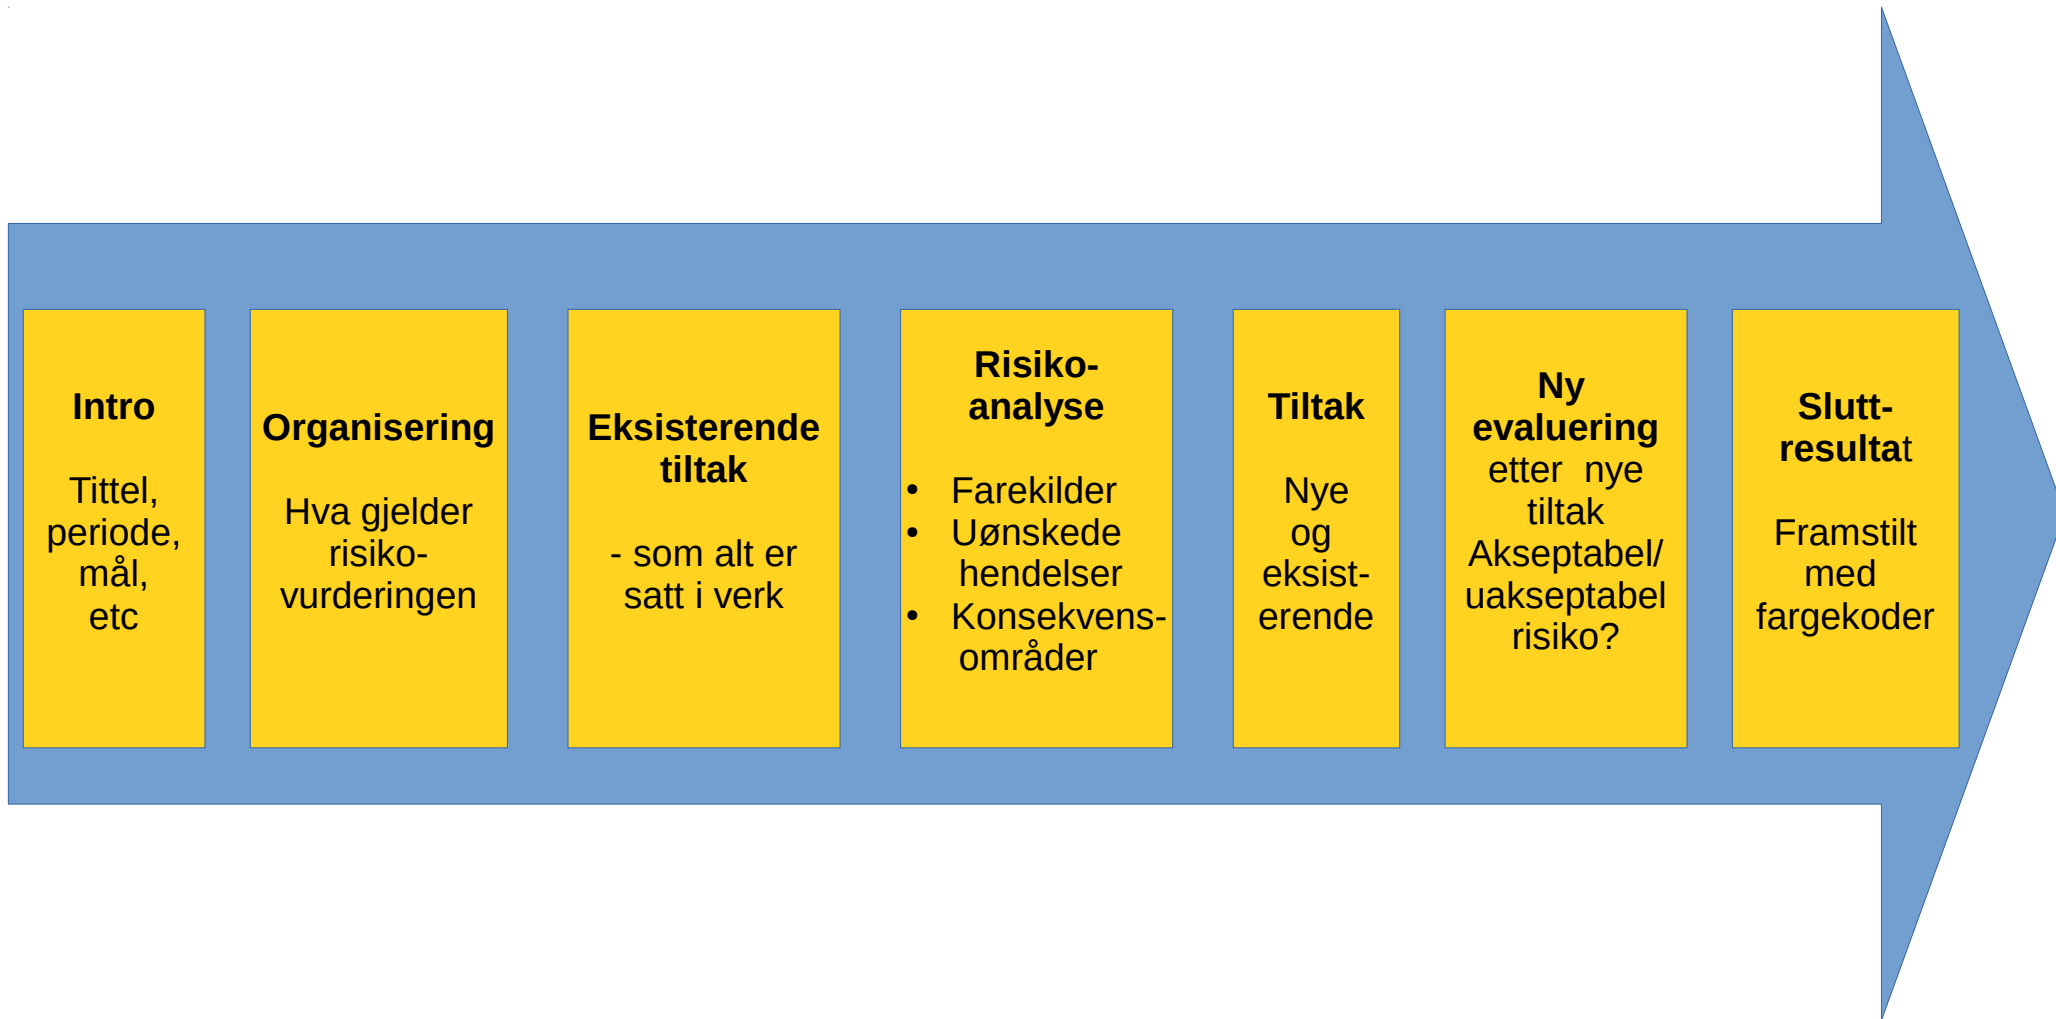 Intro
Tittel,
periode,
mål,
etc
Organisering
Hva gjelder
risiko-
vurderingen
Eksisterende
tiltak
- som alt er
satt i verk
Risiko-
analyse
• Farekilder
• Uønskede
hendelser
• Konsekvens-
områder
Tiltak
Nye
og
eksist-
erende
Ny
evaluering
etter  nye
tiltak
Akseptabel/
uakseptabel
risiko?
Slutt-
resultat
Framstilt
med
fargekoder